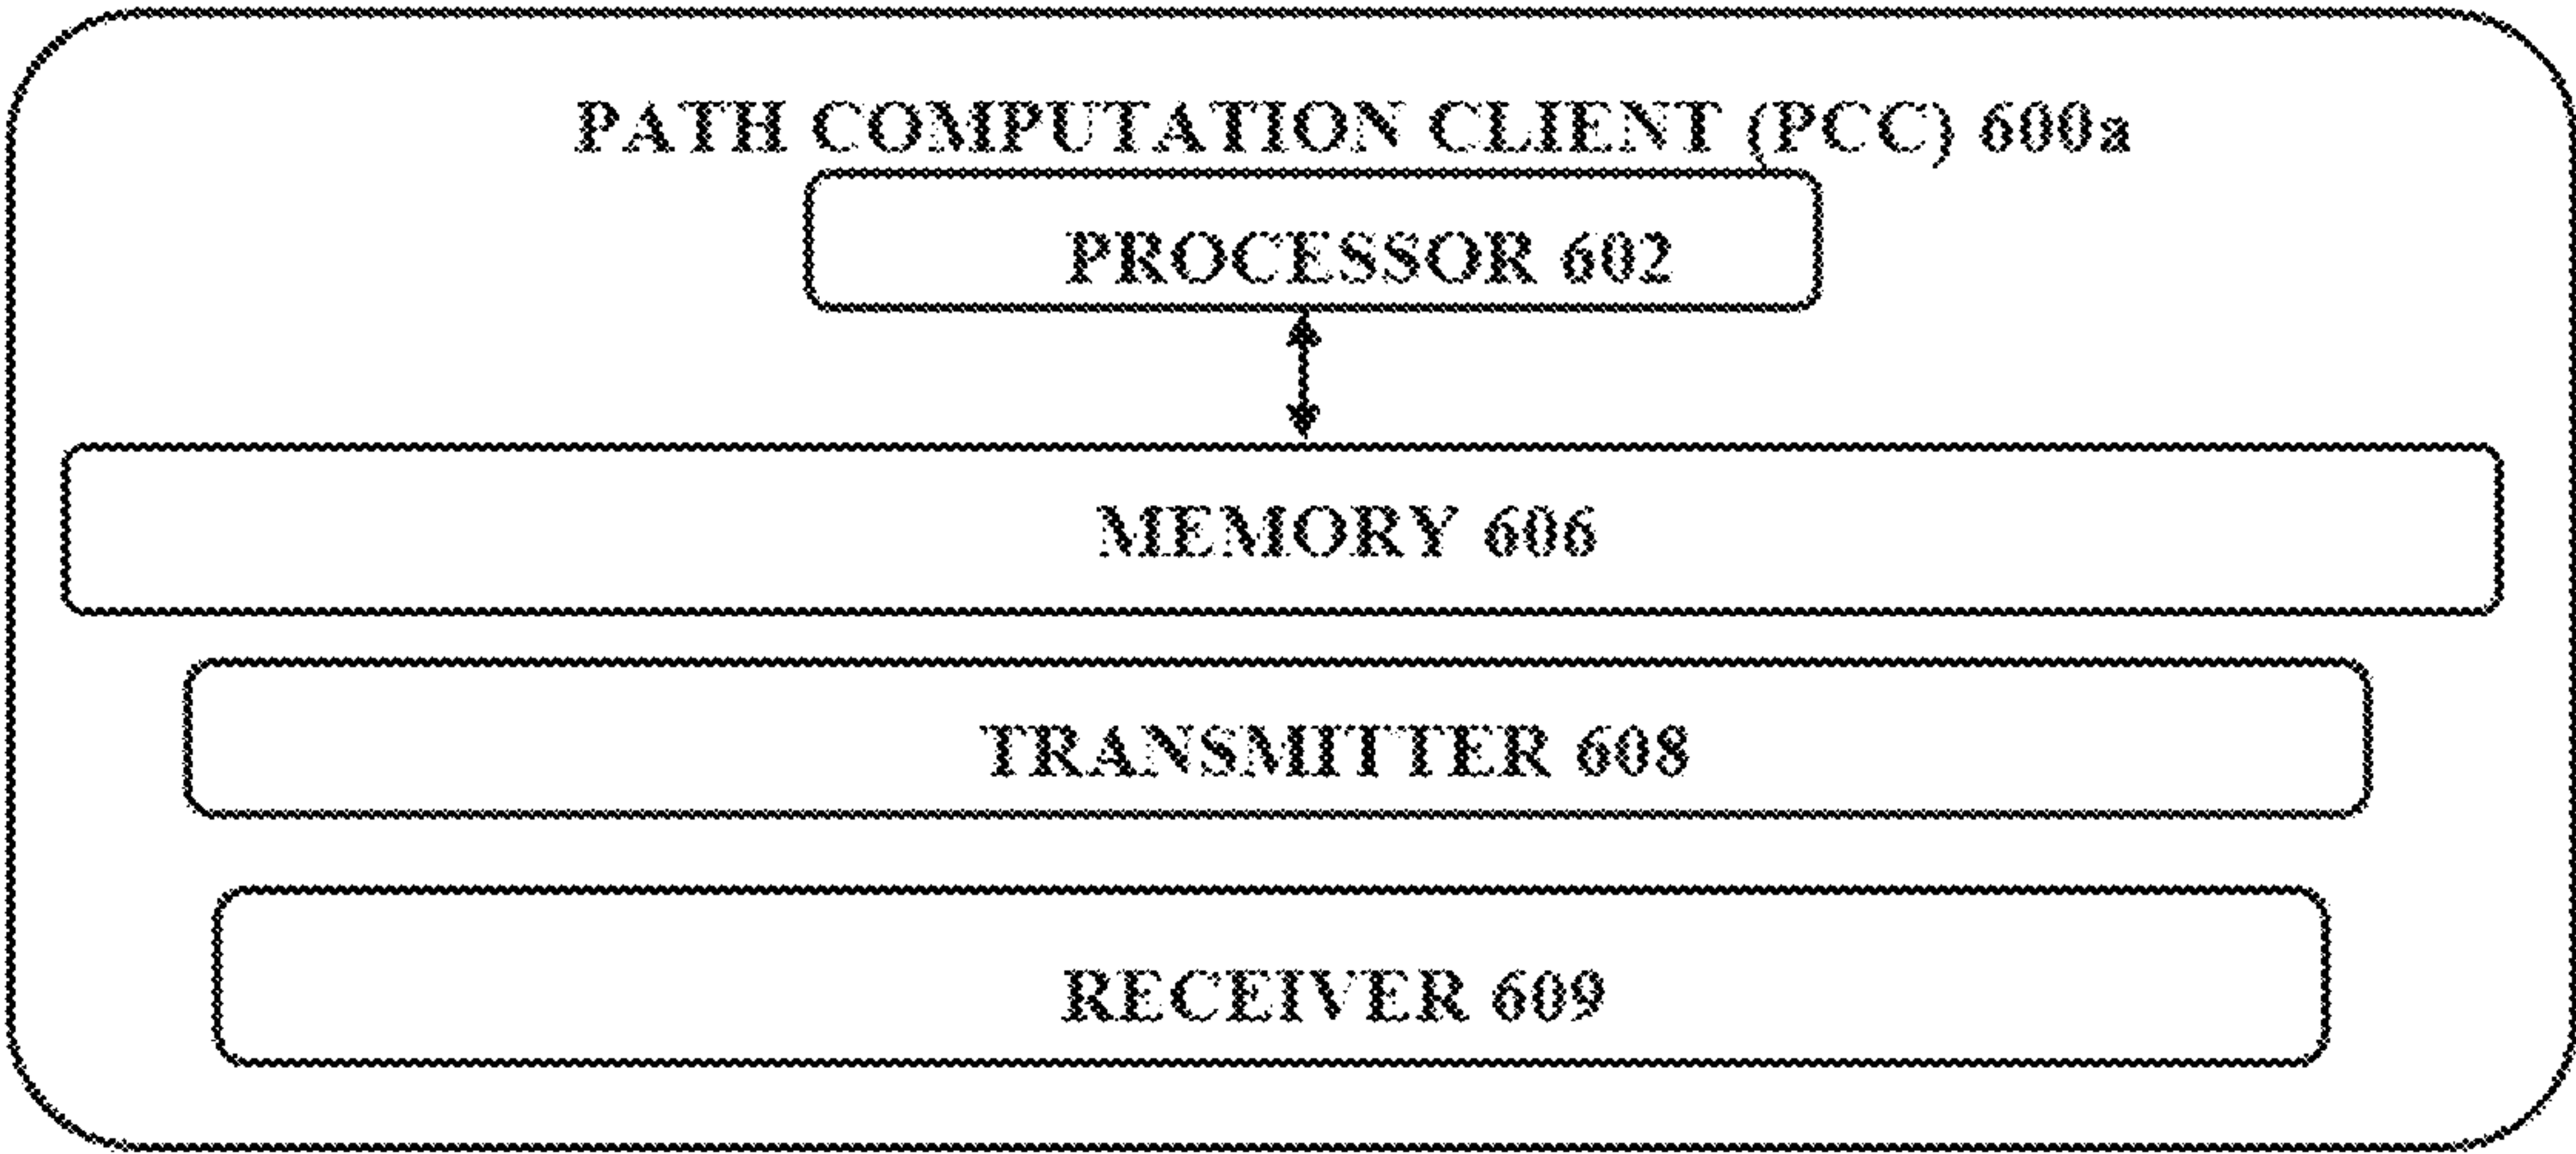 PATH COMPUTATION CLIENT (PCC) 600a
PROCESSOR 602
MEMORY 606
TRANSMITTER 608
RECEIVER 609